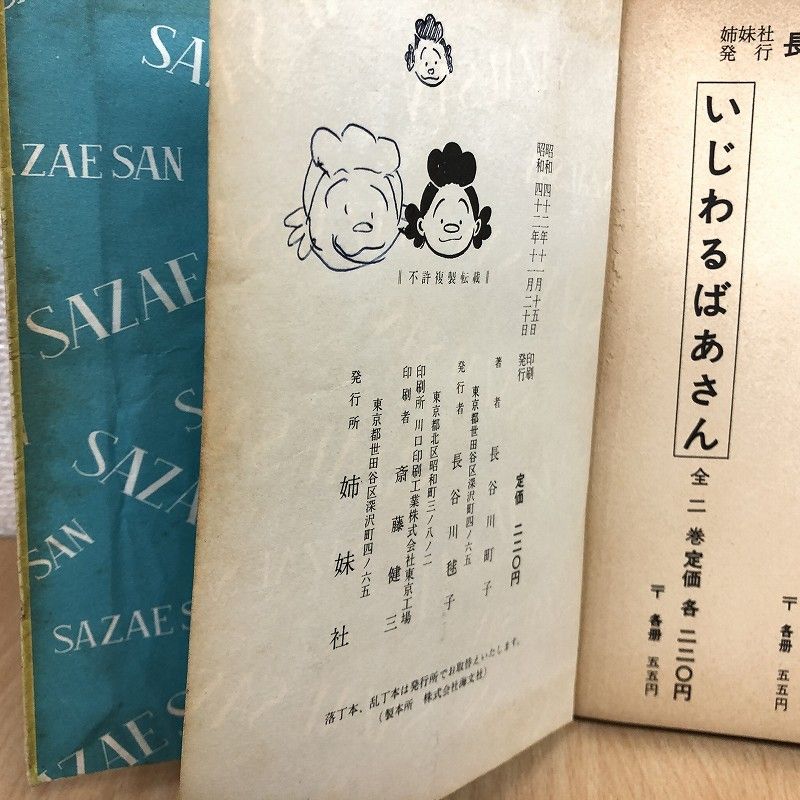 SAZAE SAN
SAZAE
SAZAE
SAN
SAZAE S
AZAE SAN
昭和四十二年十一月十五日 印刷
昭和四十二年十一月二十日 発行
‖不許複製転載‖
定価 二二〇円
著者 長谷川町子
東京都世田谷区深沢町四ノ六五
発行者 長谷川毬子
東京都北区昭和町三ノ八ノ二
印刷所 川口印刷工業株式会社東京工場
印刷者 斎藤健三
東京都世田谷区深沢町四ノ六五
発行所 姉妹社
落丁本、乱丁本は発行所でお取替えいたします。
(製本所 株式会社海文社)
姉妹社
発行
長
いじわるばあさん
全二巻定価各二二〇円
〒各册 五五円
〒各册 五五円